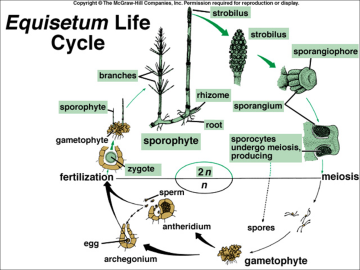 Copyright © The McGraw-Hill Companies, Inc. Permission required for reproduction or display.
Equisetum Life
Cycle
strobilus
strobilus
sporangiophore
branches
rhizome
sporophyte
sporangium
root
gametophyte
sporophyte
sporocytes
undergo meiosis,
producing
zygote
fertilization
2n
n
meiosis
sperm
antheridium
spores
egg
archegonium
gametophyte